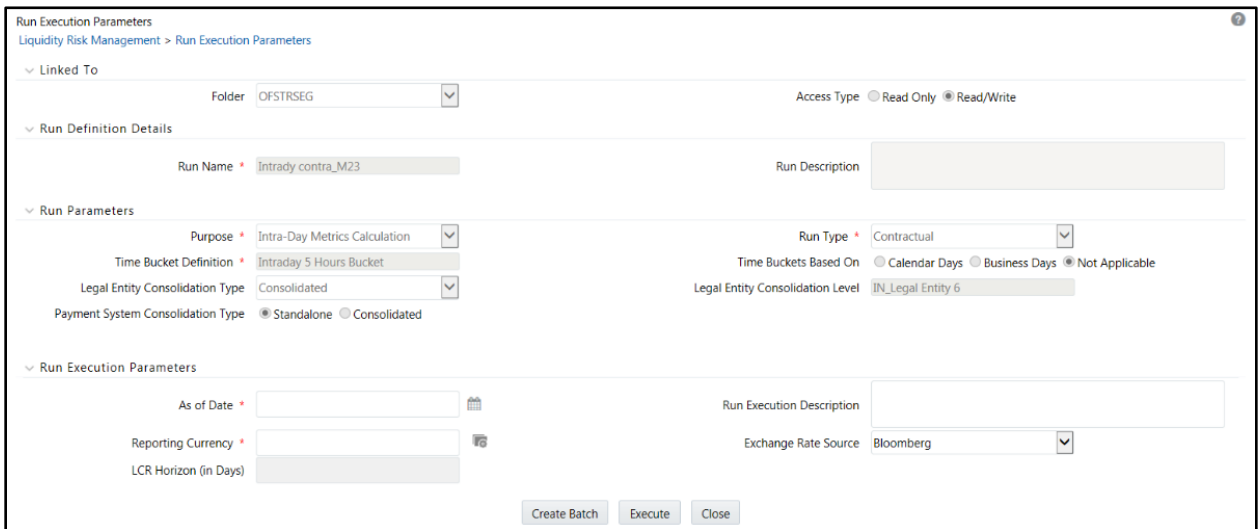 Run Execution Parameters
?
Liquidity Risk Management > Run Execution Parameters
Linked To
Folder OFSTRSEG Access Type Read Only Read/Write
Run Definition Details
Run Name * Intrady contra_M23 Run Description
Run Parameters
Purpose * Intra-Day Metrics Calculation Run Type * Contractual
Time Bucket Definition * Intraday 5 Hours Bucket Time Buckets Based On Calendar Days Business Days Not Applicable
Legal Entity Consolidation Type Consolidated Legal Entity Consolidation Level IN_Legal Entity 6
Payment System Consolidation Type Standalone Consolidated
Run Execution Parameters
As of Date * Run Execution Description
Reporting Currency * Exchange Rate Source Bloomberg
LCR Horizon (in Days)
Create Batch Execute Close